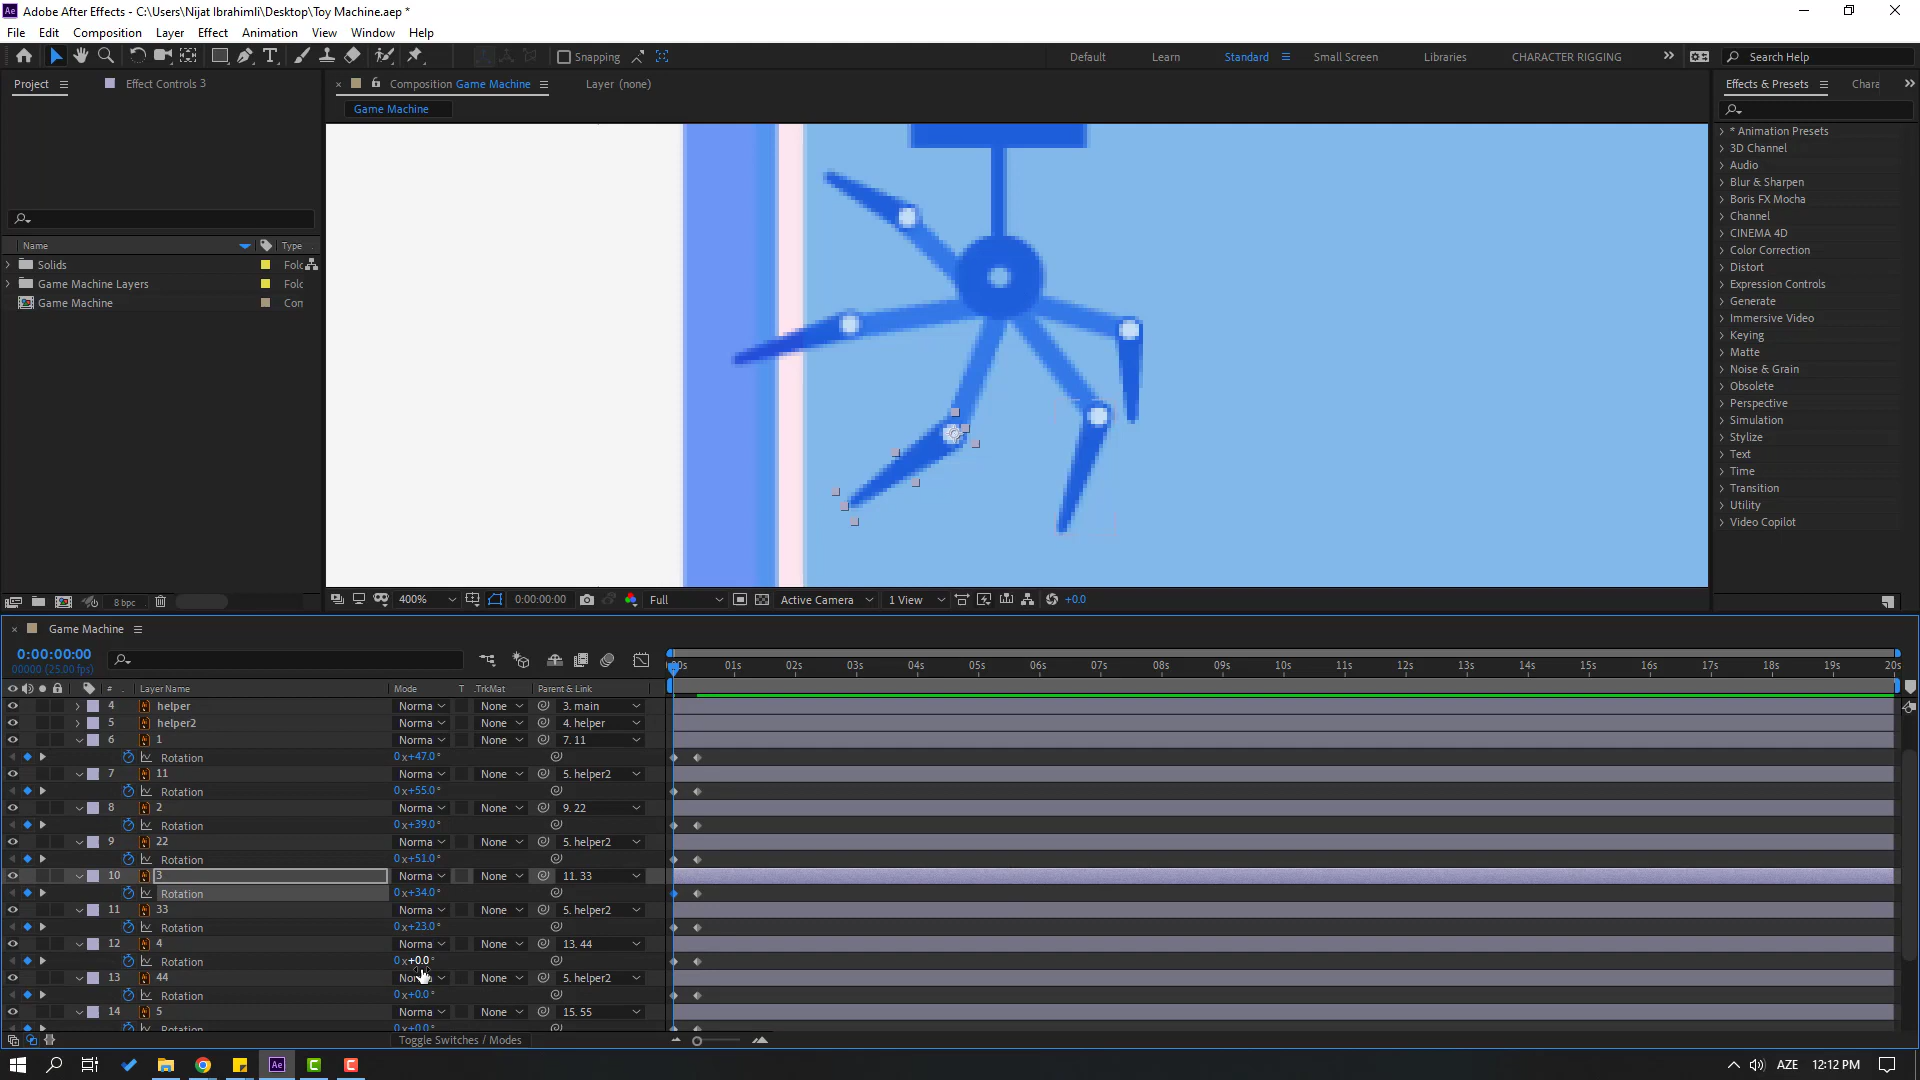 Adobe After Effects - C:\Users\Nijat Ibrahimli\Desktop\Toy Machine.aep *
File Edit Composition Layer Effect Animation View Window Help
Snapping
Default Learn Standard Small Screen Libraries CHARACTER RIGGING
Search Help
Project
Effect Controls 3
Composition Game Machine
Layer (none)
Effects & Presets
Chara
Game Machine
* Animation Presets
3D Channel
Audio
Blur & Sharpen
Boris FX Mocha
Channel
CINEMA 4D
Color Correction
Distort
Expression Controls
Generate
Immersive Video
Keying
Matte
Noise & Grain
Obsolete
Perspective
Simulation
Stylize
Text
Time
Transition
Utility
Video Copilot
Name Type
Solids Folc
Game Machine Layers Folc
Game Machine Con
8 bpc
400% 0:00:00:00 Full Active Camera 1 View +0.0
Game Machine
0:00:00:00
00000 (25.00 fps)
:00s 01s 02s 03s 04s 05s 06s 07s 08s 09s 10s 11s 12s 13s 14s 15s 16s 17s 18s 19s 20s
# Layer Name Mode T .TrkMat Parent & Link
4 helper Norma None 3. main
5 helper2 Norma None 4. helper
6 1 Norma None 7. 11
Rotation 0x+47.0°
7 11 Norma None 5. helper2
Rotation 0x+55.0°
8 2 Norma None 9. 22
Rotation 0x+39.0°
9 22 Norma None 5. helper2
Rotation 0x+51.0°
10 3 Norma None 11. 33
Rotation 0x+34.0°
11 33 Norma None 5. helper2
Rotation 0x+23.0°
12 4 Norma None 13. 44
Rotation 0x+0.0°
13 44 Norma None 5. helper2
Rotation 0x+0.0°
14 5 Norma None 15. 55
Rotation 0x+0.0°
Toggle Switches / Modes
AZE 12:12 PM